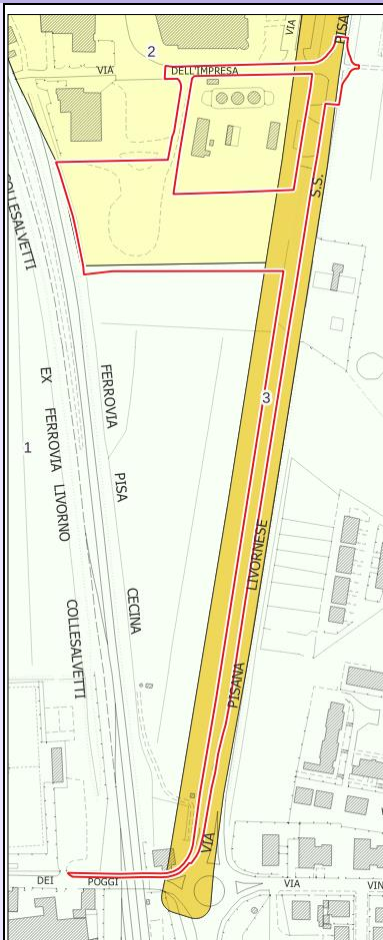 VIA
PISA
2
VIA DELL'IMPRESA
S.S.
COLLESALVETTI
EX FERROVIA LIVORNO COLLESALVETTI
FERROVIA PISA CECINA
3
1
VIA PISANA LIVORNESE
DEI POGGI
VIA VIN